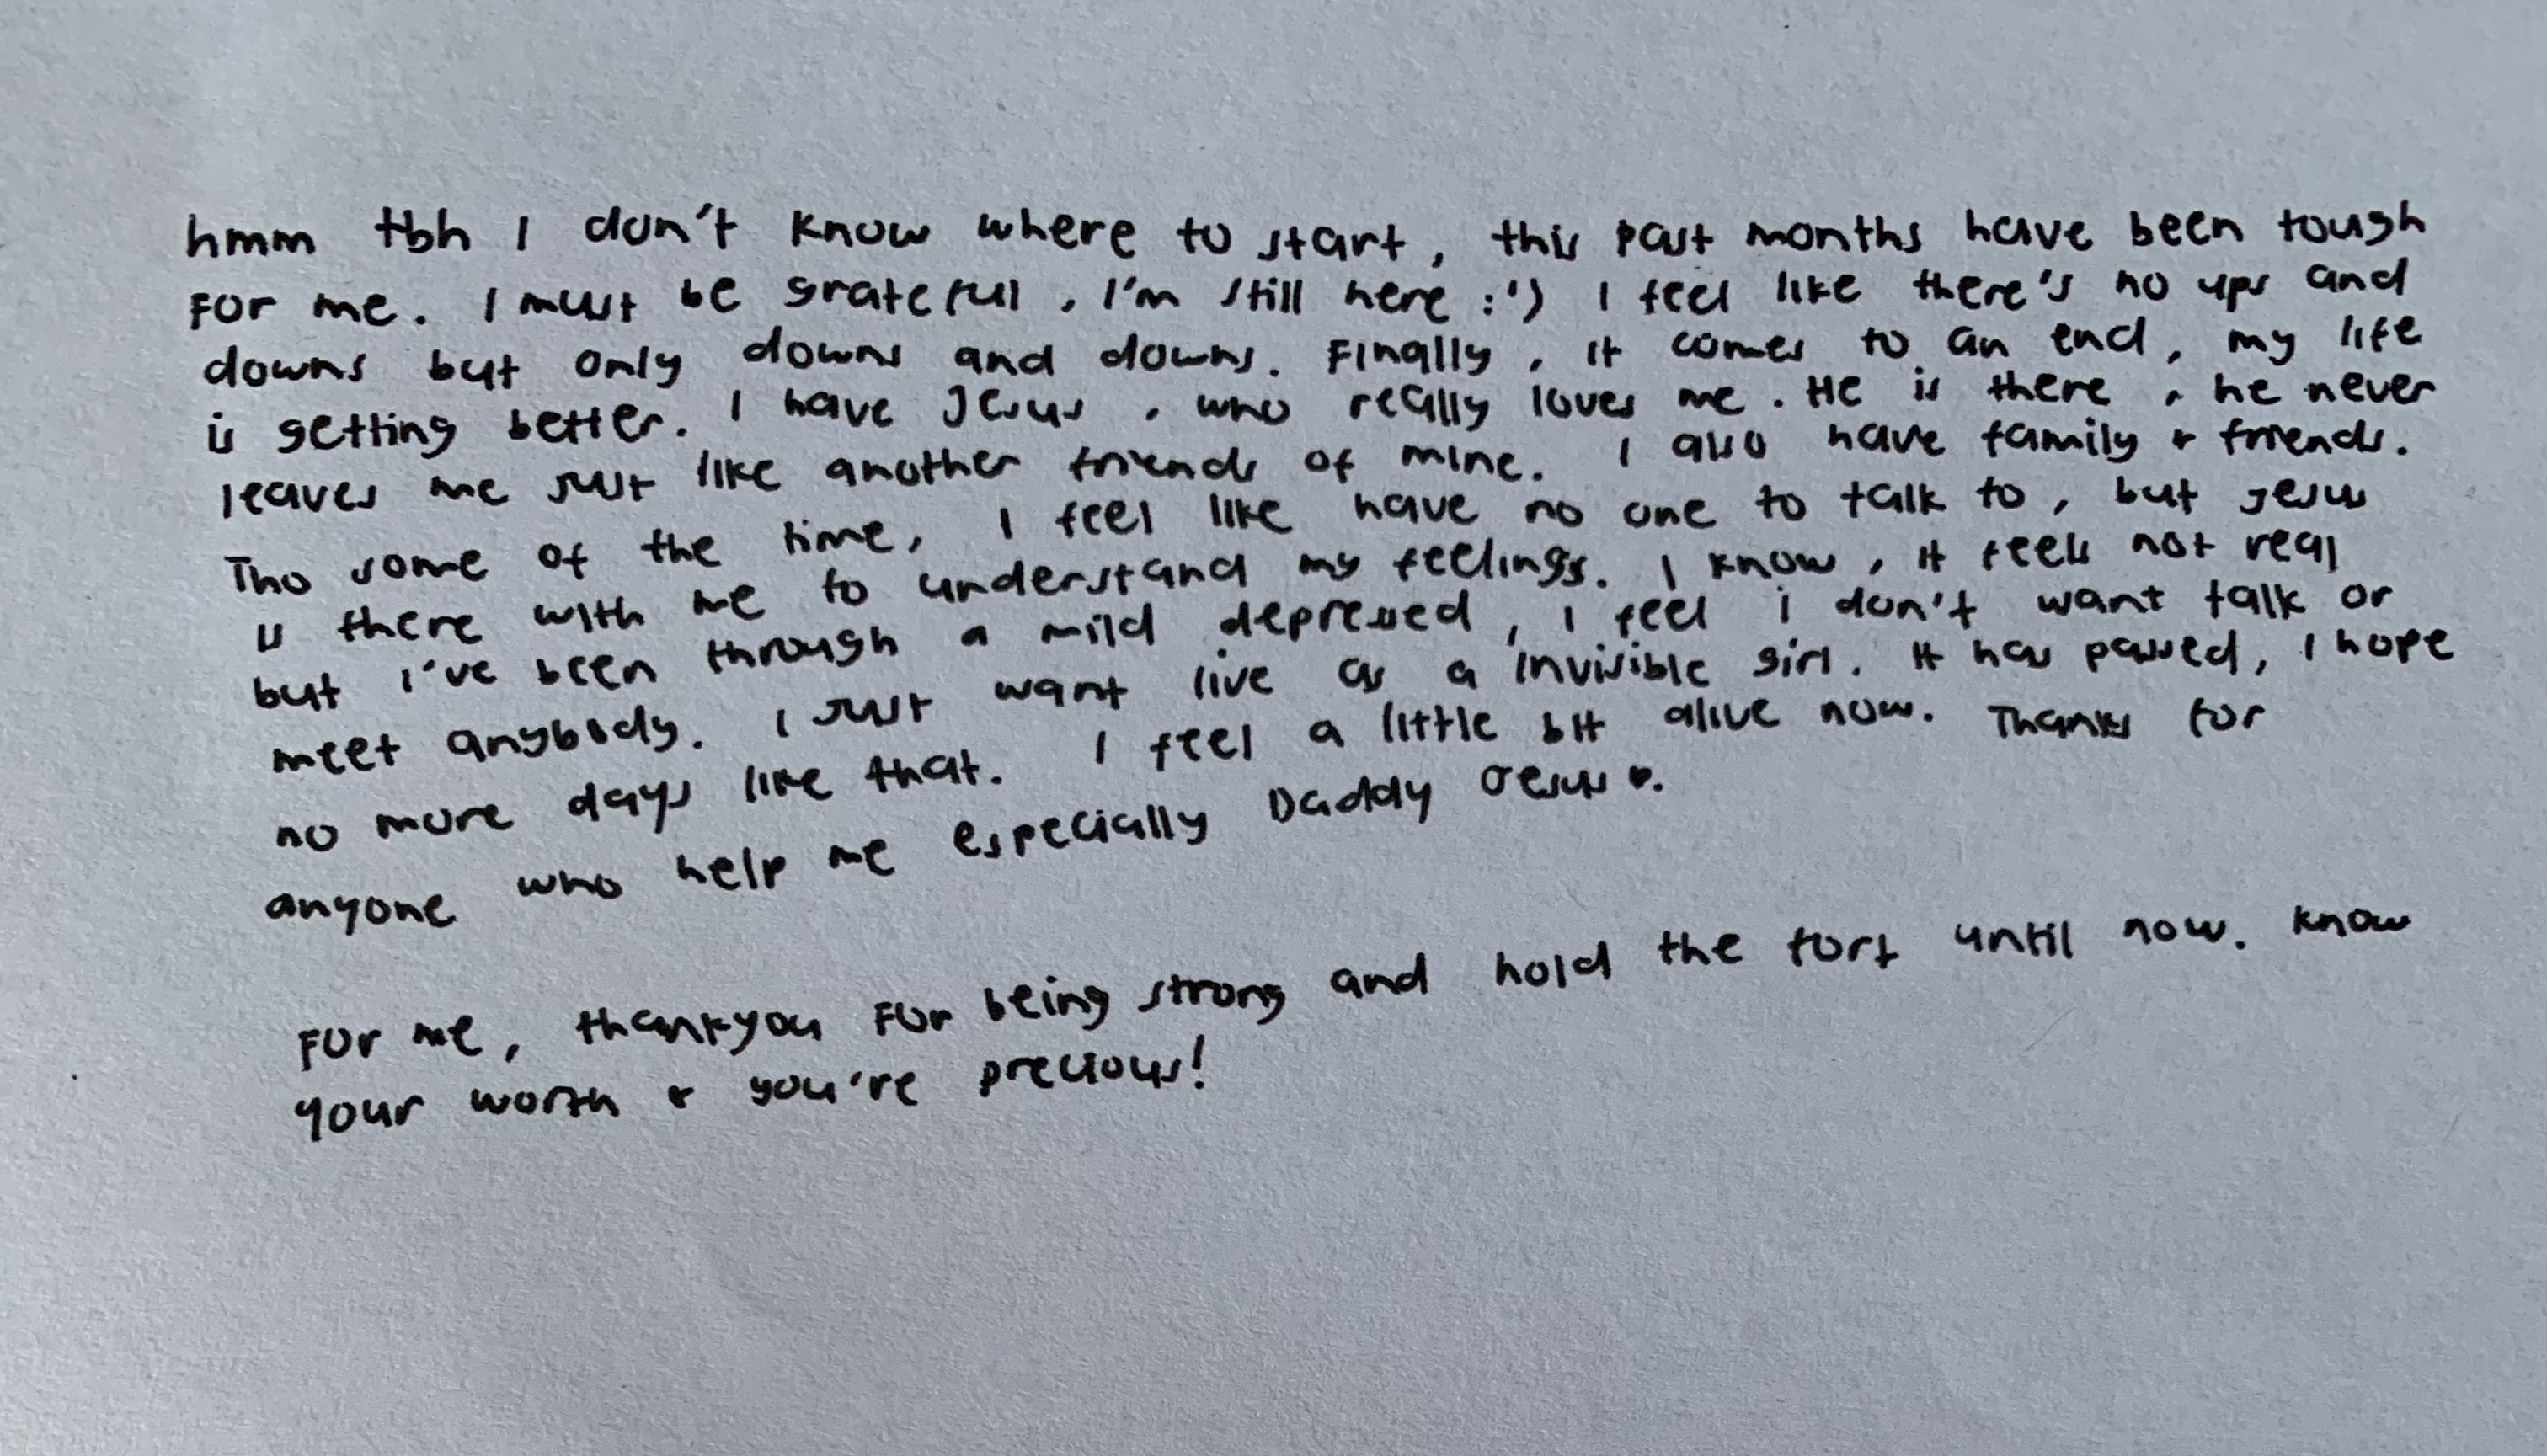 hmm tbh I don't know where to start, this past months have been tough
for me. I must be grateful, I'm still here :') I feel like there's no ups and
downs but only downs and downs. Finally, it comes to an end, my life
is getting better. I have Jesus, who really loves me. He is there, he never
leaves me just like another friends of mine. I also have family & friends.
Tho some of the time, I feel like have no one to talk to, but Jesus
is there with me to understand my feelings. I know, it feels not real
but i've been through a mild depressed, I feel i don't want talk or
meet anybody. I just want live as a invisible girl. It has passed, I hope
no more days like that. I feel a little bit alive now. Thanks for
anyone who help me especially Daddy Jesus ♥.
For me, thankyou for being strong and hold the fort until now. Know
your worth & you're precious!